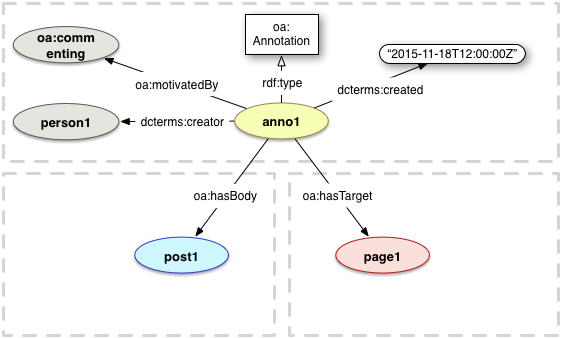 oa:comm
enting
oa:
Annotation
“2015-11-18T12:00:00Z”
oa:motivatedBy
rdf:type
dcterms:created
person1
dcterms:creator
anno1
oa:hasBody
oa:hasTarget
post1
page1